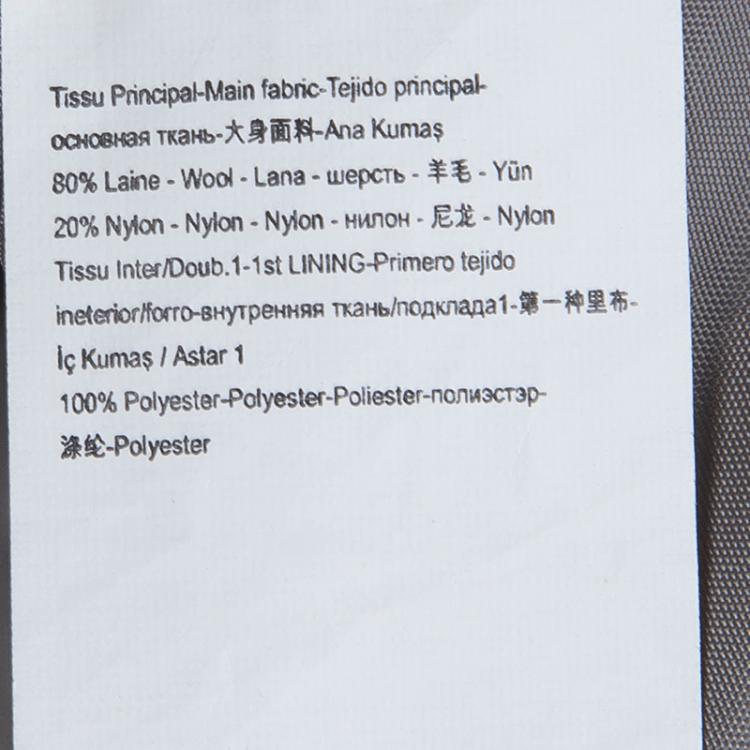 Tissu Principal-Main fabric-Tejido principal-
основная ткань-大身面料-Ana Kumaş
80% Laine - Wool - Lana - шерсть - 羊毛 - Yün
20% Nylon - Nylon - Nylon - нилон - 尼龙 - Nylon
Tissu Inter/Doub.1-1st LINING-Primero tejido
ineterior/forro-внутренняя ткань/подклада1-第一种里布-
İç Kumaş / Astar 1
100% Polyester-Polyester-Poliester-полиэстэр-
涤纶-Polyester